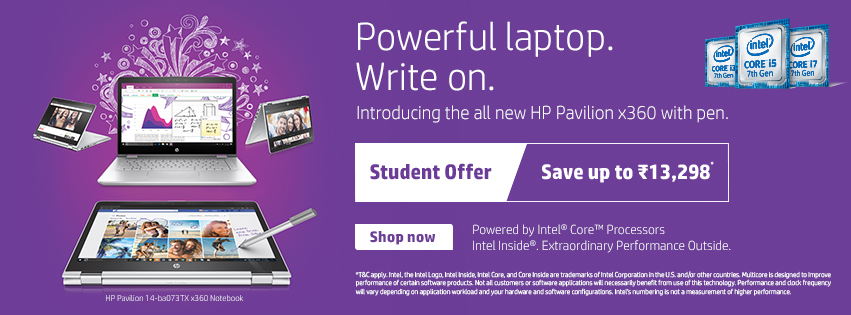 Powerful laptop.
Write on.
Introducing the all new HP Pavilion x360 with pen.
intel
CORE i3
7th Gen
intel
CORE i5
7th Gen
intel
CORE i7
7th Gen
Student Offer
Save up to ₹13,298*
Shop now
Powered by Intel® Core™ Processors
Intel Inside®. Extraordinary Performance Outside.
*T&C apply. Intel, the Intel Logo, Intel Inside, Intel Core, and Core Inside are trademarks of Intel Corporation in the U.S. and/or other countries. Multicore is designed to improve
performance of certain software products. Not all customers or software applications will necessarily benefit from use of this technology. Performance and clock frequency
will vary depending on application workload and your hardware and software configurations. Intel's numbering is not a measurement of higher performance.
HP Pavilion 14-ba073TX x360 Notebook